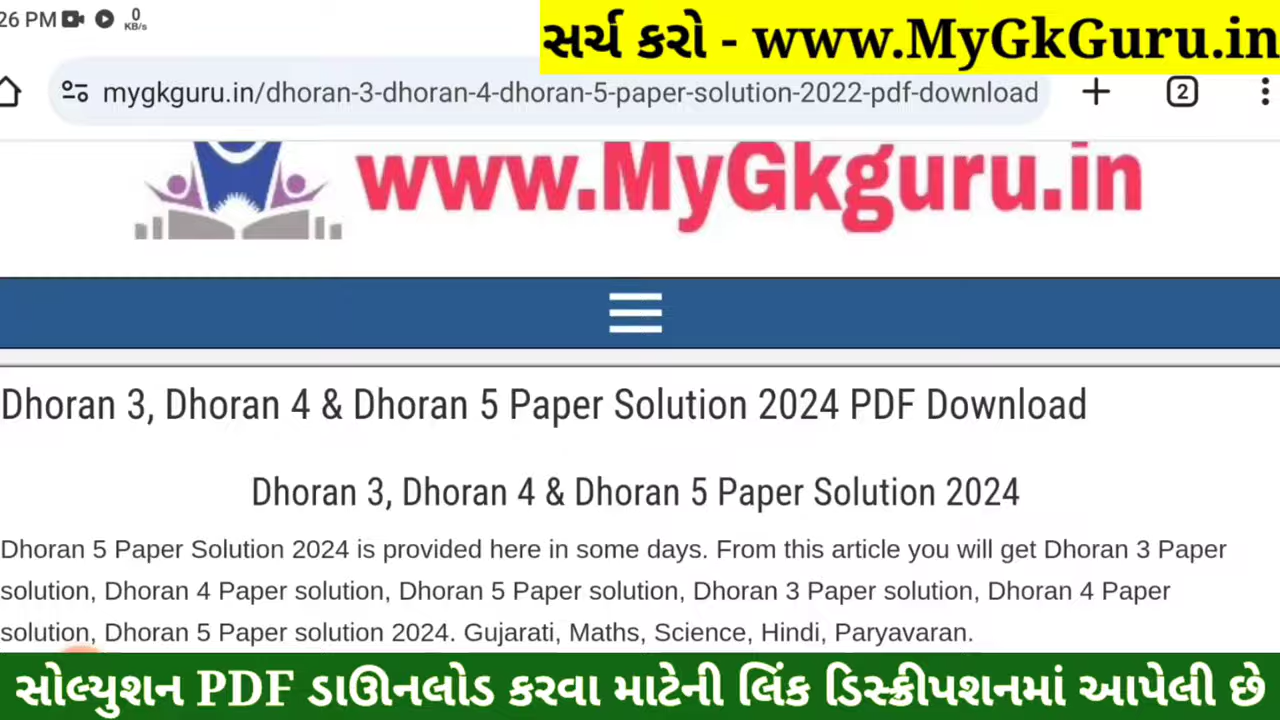 26 PM 0 KB/s
સર્ચ કરો - www.MyGkGuru.in
mygkguru.in/dhoran-3-dhoran-4-dhoran-5-paper-solution-2022-pdf-download 2
www.MyGkguru.in
Dhoran 3, Dhoran 4 & Dhoran 5 Paper Solution 2024 PDF Download
Dhoran 3, Dhoran 4 & Dhoran 5 Paper Solution 2024
Dhoran 5 Paper Solution 2024 is provided here in some days. From this article you will get Dhoran 3 Paper
solution, Dhoran 4 Paper solution, Dhoran 5 Paper solution, Dhoran 3 Paper solution, Dhoran 4 Paper
solution, Dhoran 5 Paper solution 2024. Gujarati, Maths, Science, Hindi, Paryavaran.
સોલ્યુશન PDF ડાઊનલોડ કરવા માટેની લિંક ડિસ્ક્રીપશનમાં આપેલી છે